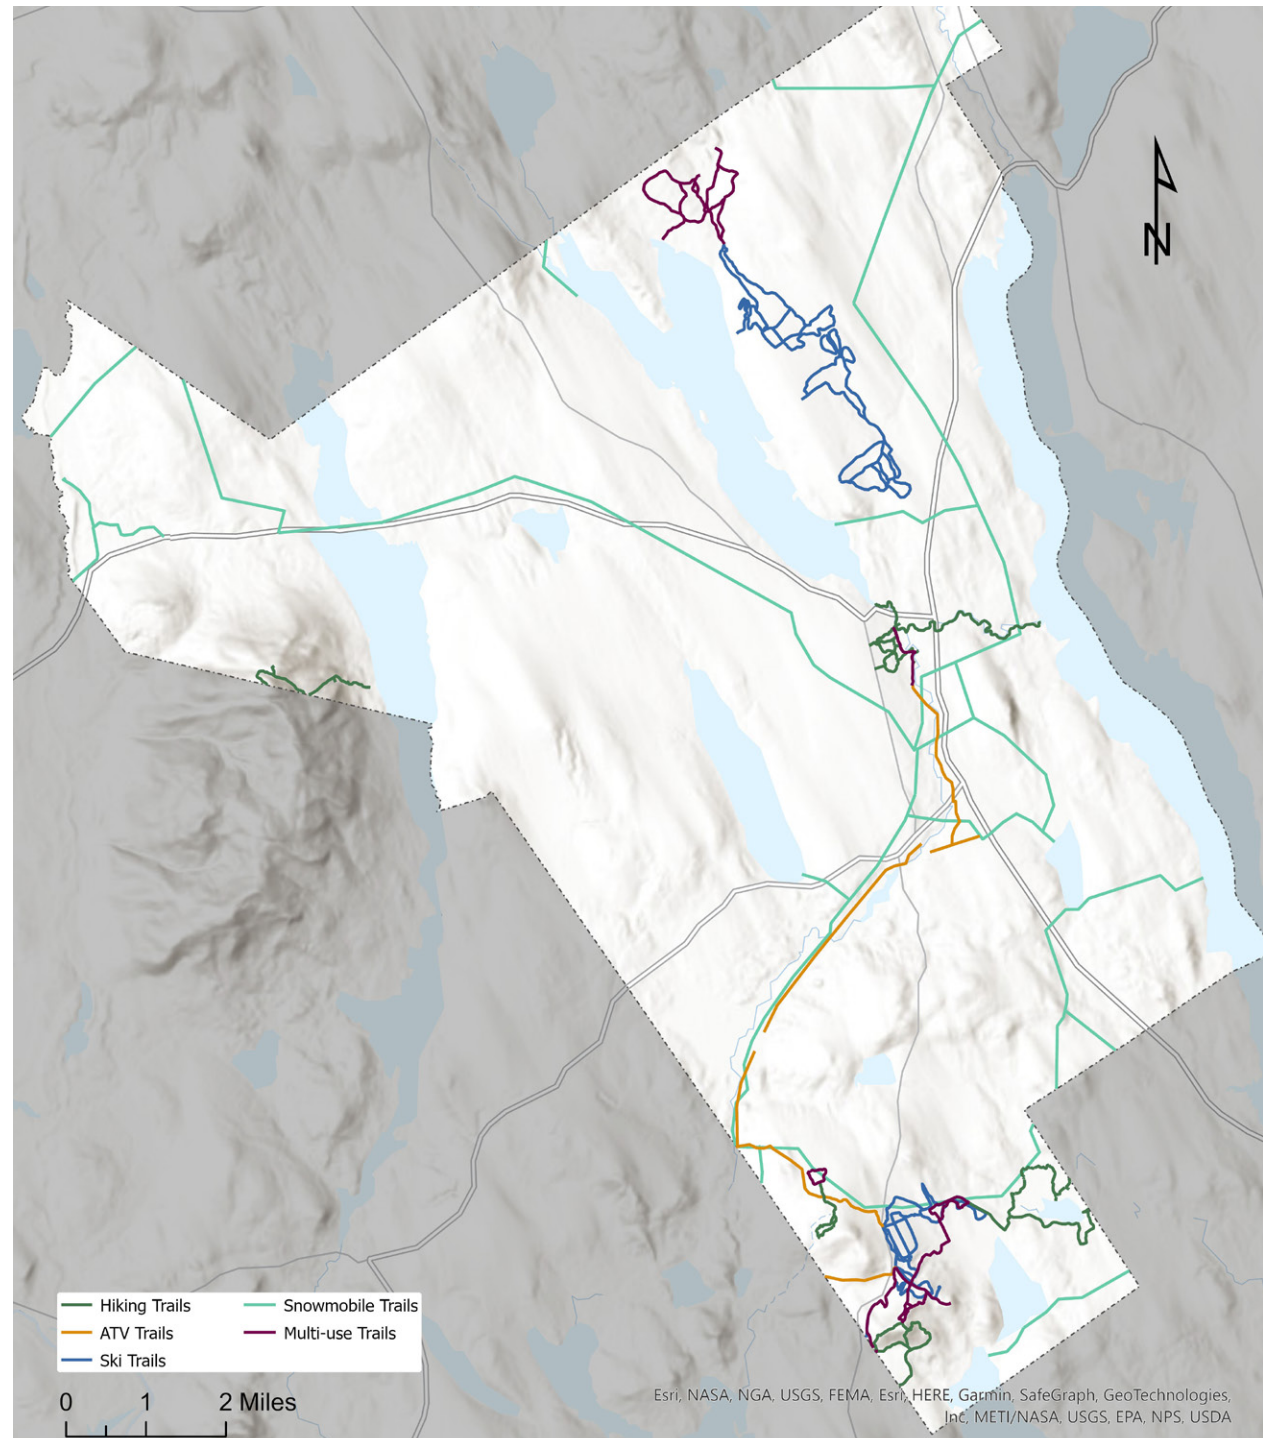 N
Hiking Trails
Snowmobile Trails
ATV Trails
Multi-use Trails
Ski Trails
0 1 2 Miles
Esri, NASA, NGA, USGS, FEMA, Esri, HERE, Garmin, SafeGraph, GeoTechnologies,
Inc, METI/NASA, USGS, EPA, NPS, USDA